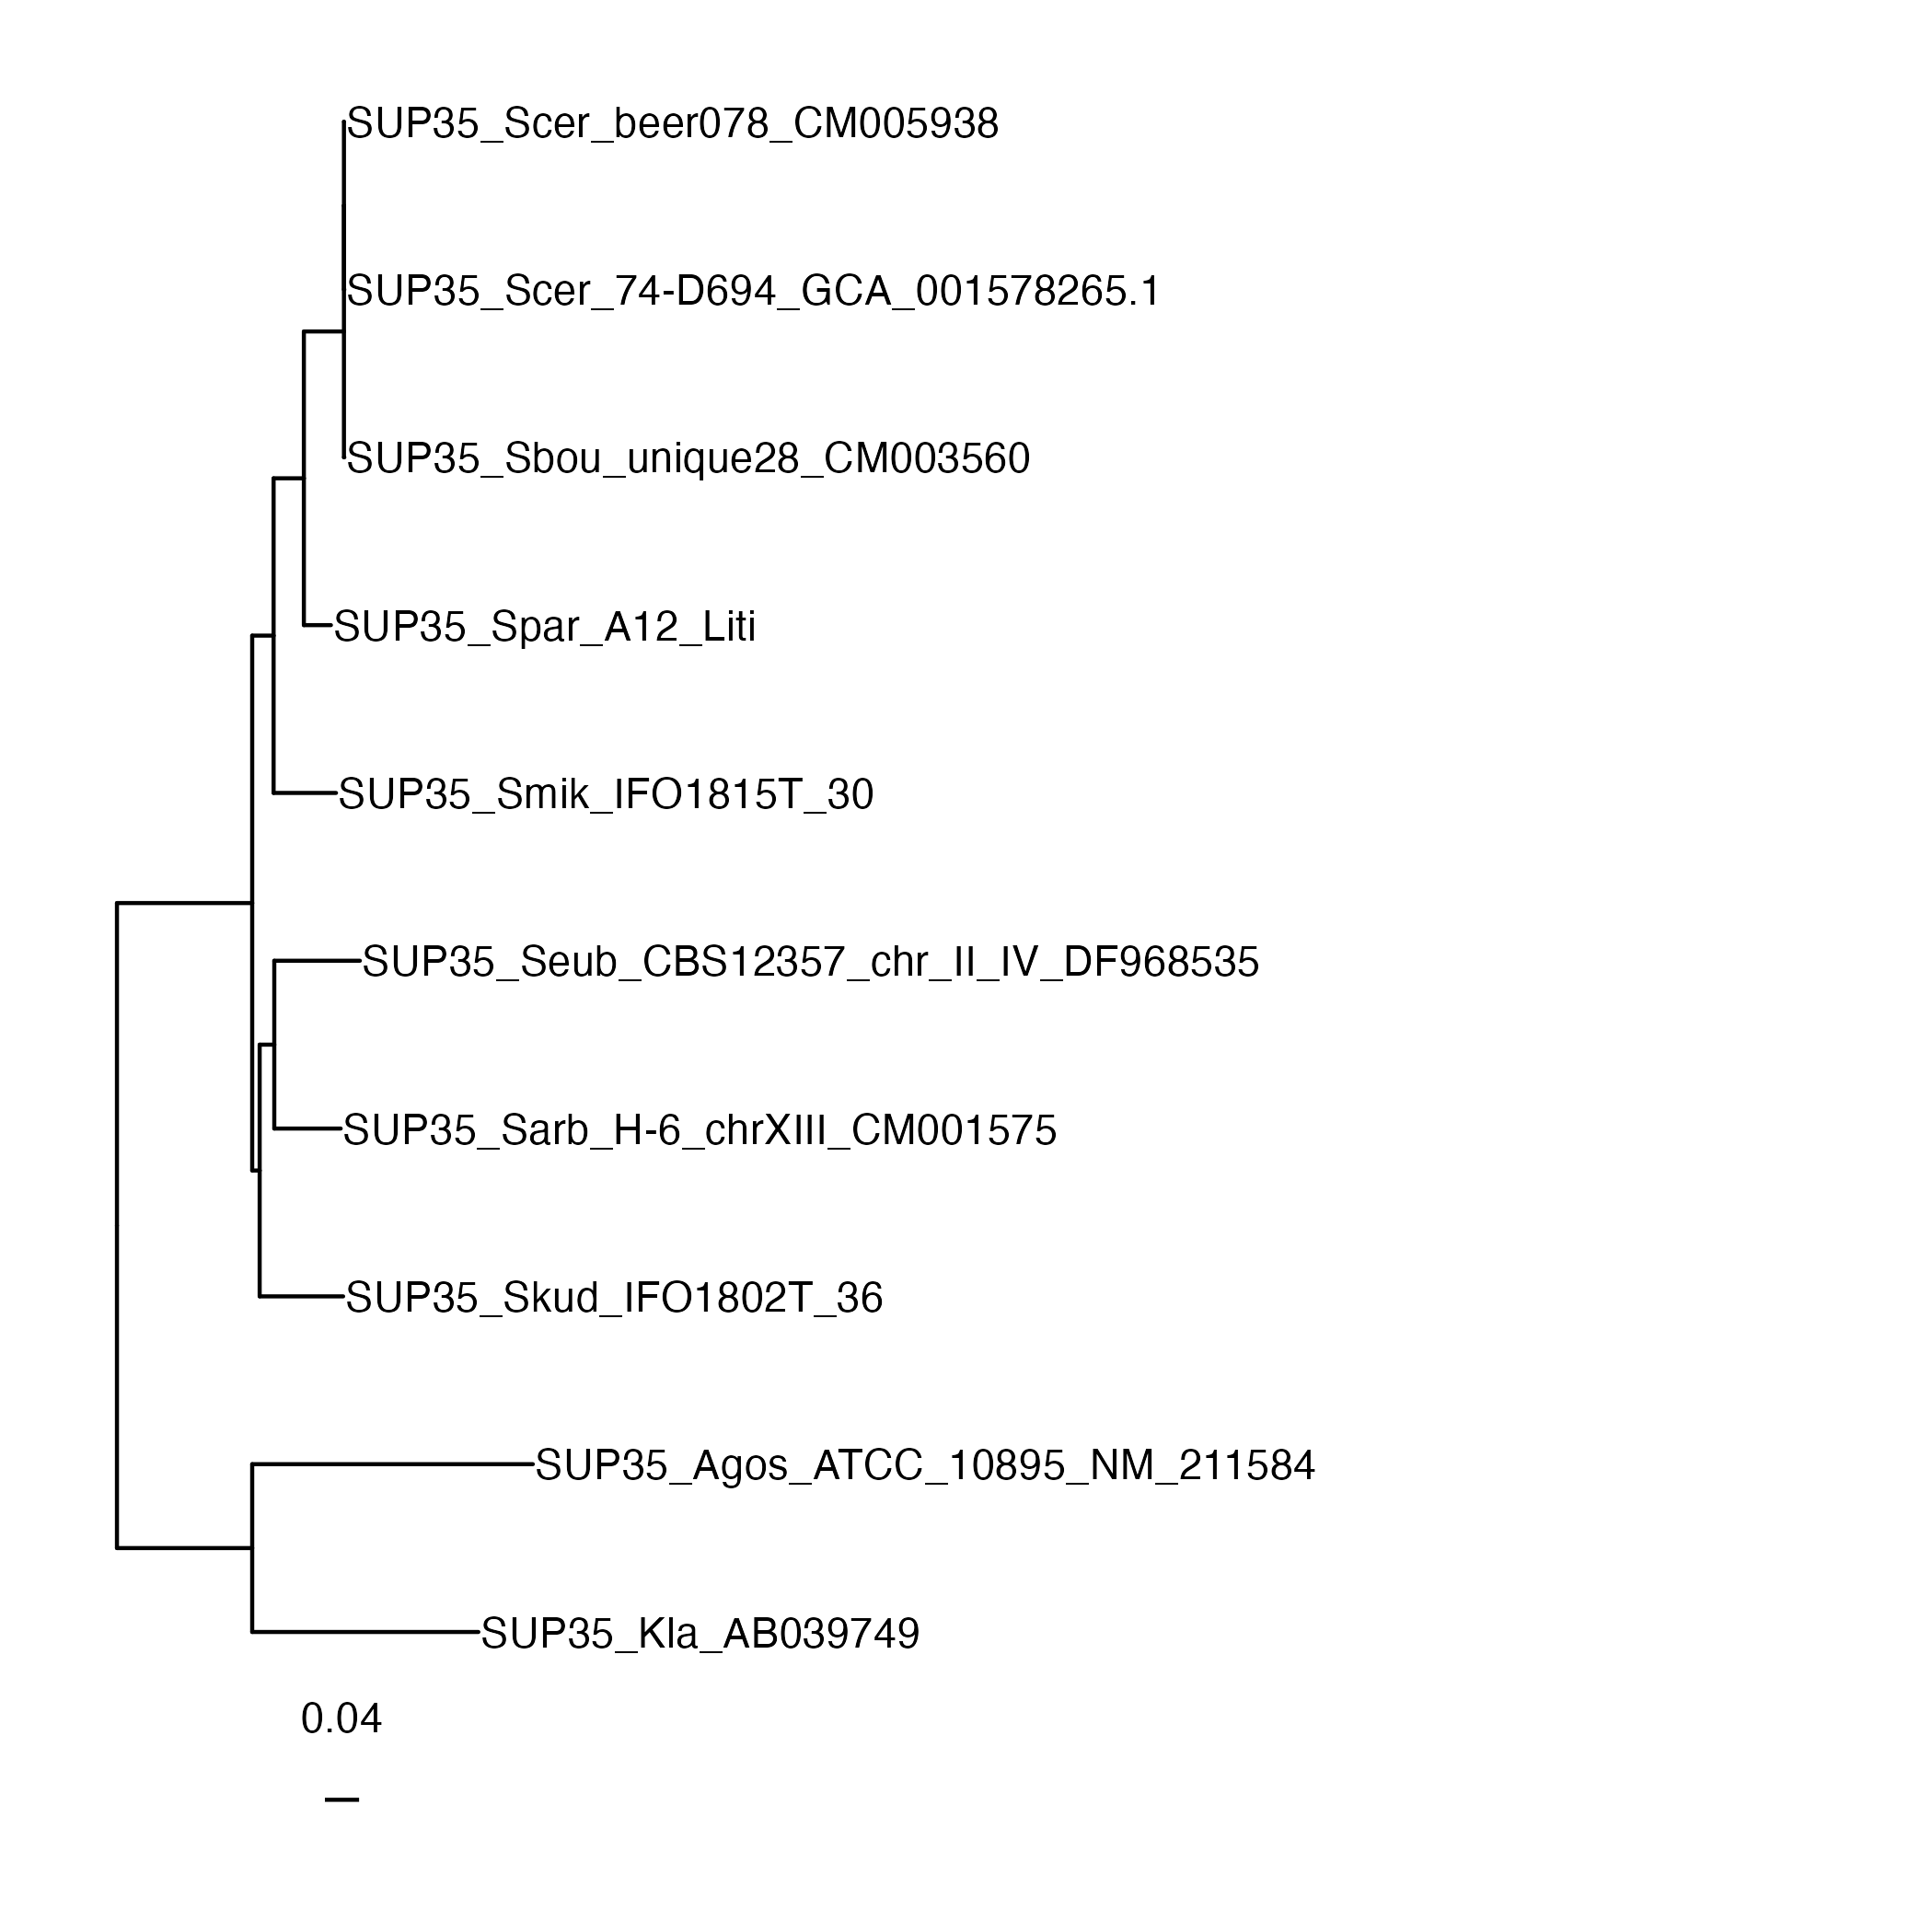 SUP35_Scer_beer078_CM005938
SUP35_Scer_74-D694_GCA_001578265.1
SUP35_Sbou_unique28_CM003560
SUP35_Spar_A12_Liti
SUP35_Smik_IFO1815T_30
SUP35_Seub_CBS12357_chr_II_IV_DF968535
SUP35_Sarb_H-6_chrXIII_CM001575
SUP35_Skud_IFO1802T_36
SUP35_Agos_ATCC_10895_NM_211584
SUP35_Kla_AB039749
0.04